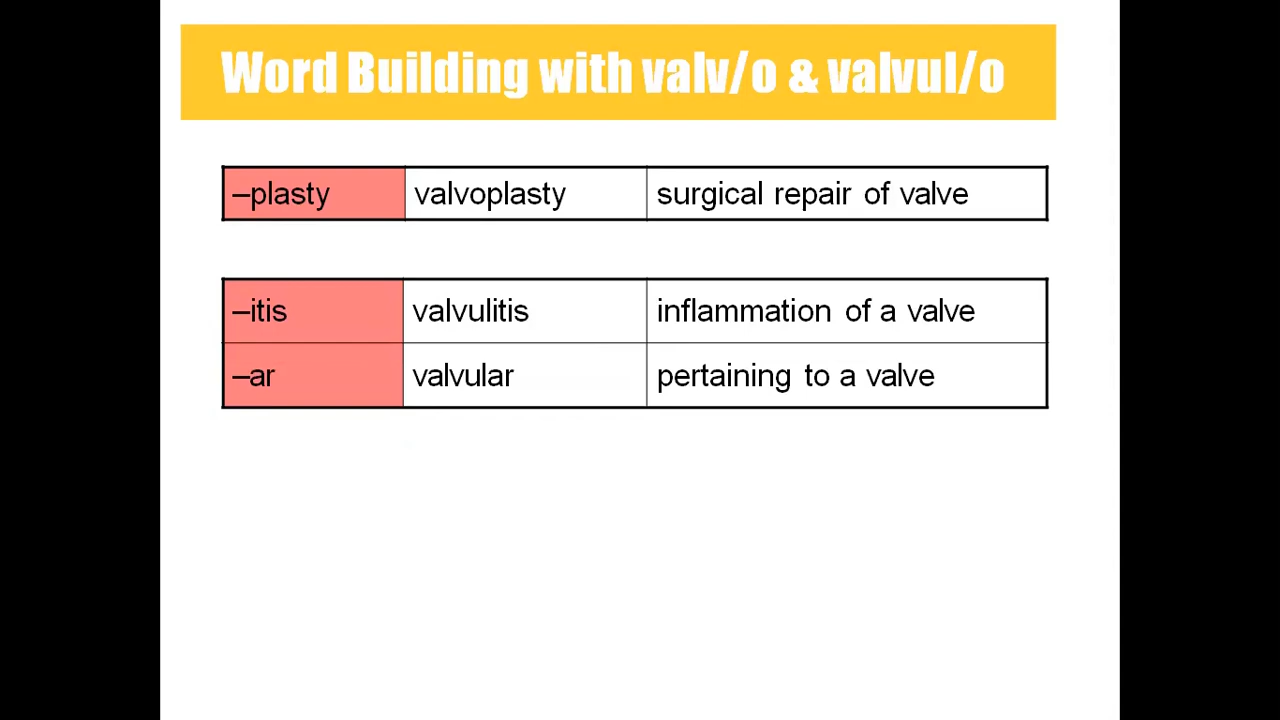 Word Building with valv/o & valvul/o
–plasty valvoplasty surgical repair of valve
–itis valvulitis inflammation of a valve
–ar valvular pertaining to a valve